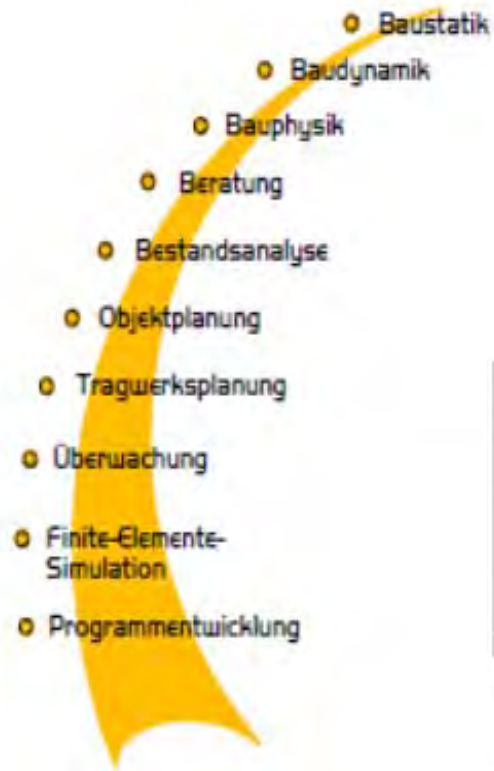 Baustatik
Baudynamik
Bauphysik
Beratung
Bestandsanalyse
Objektplanung
Tragwerksplanung
Überwachung
Finite-Elemente-
Simulation
Programmentwicklung